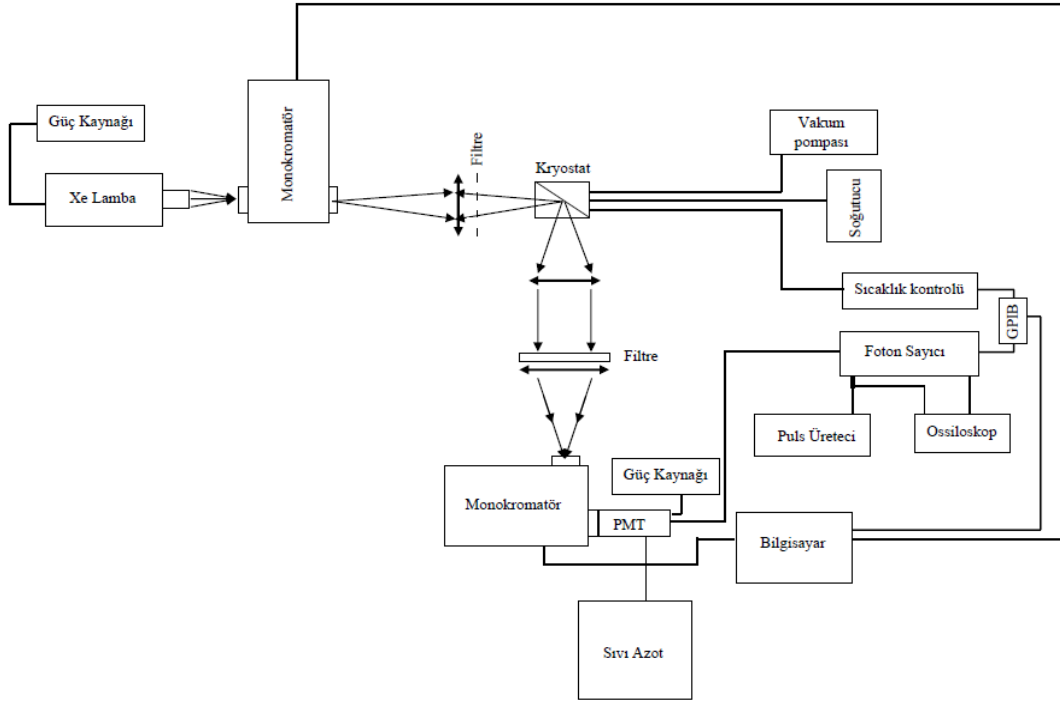 Güç Kaynağı
Xe Lamba
Monokromatör
Filtre
Kryostat
Vakum
pompası
Soğutucu
Sıcaklık kontrolü
GPIB
Foton Sayıcı
Puls Üreteci
Ossiloskop
Filtre
Monokromatör
Güç Kaynağı
PMT
Bilgisayar
Sıvı Azot